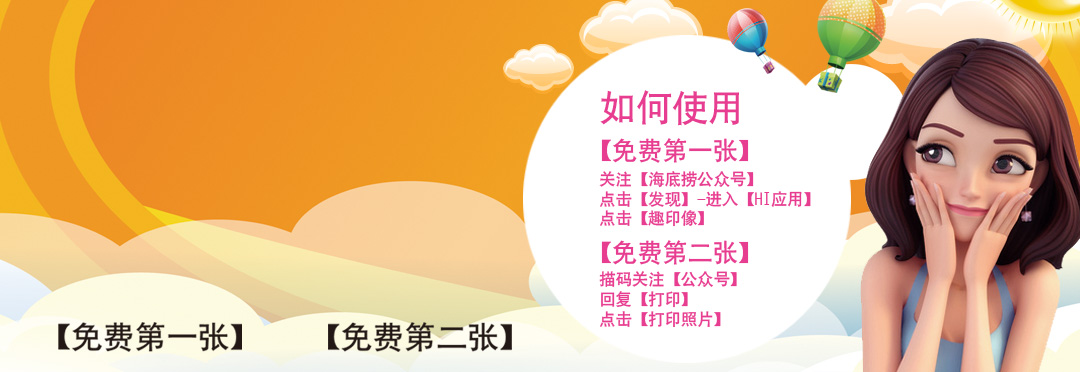 如何使用
【免费第一张】
关注【海底捞公众号】
点击【发现】-进入【HI应用】
点击【趣印像】
【免费第二张】
描码关注【公众号】
回复【打印】
点击【打印照片】
【免费第一张】
【免费第二张】